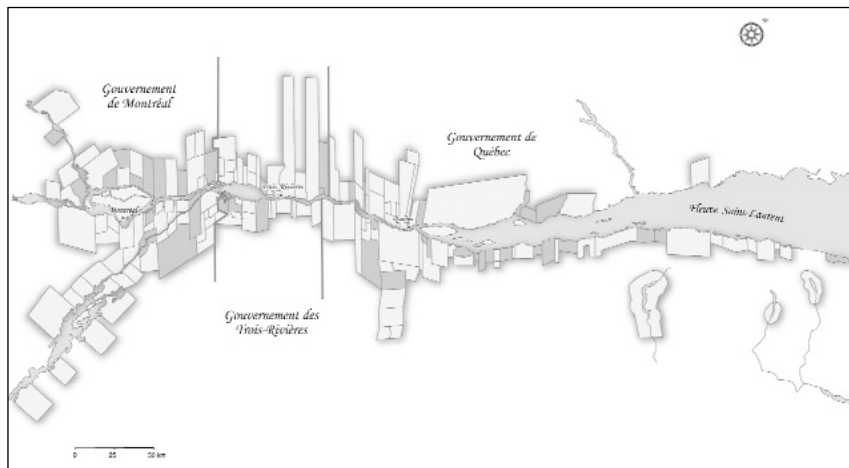 Gouvernement
de Montréal
Gouvernement de
Québec
Trois-Rivières
Montréal
Québec
Fleuve Saint-Laurent
Gouvernement des
Trois-Rivières
0 25 50 km